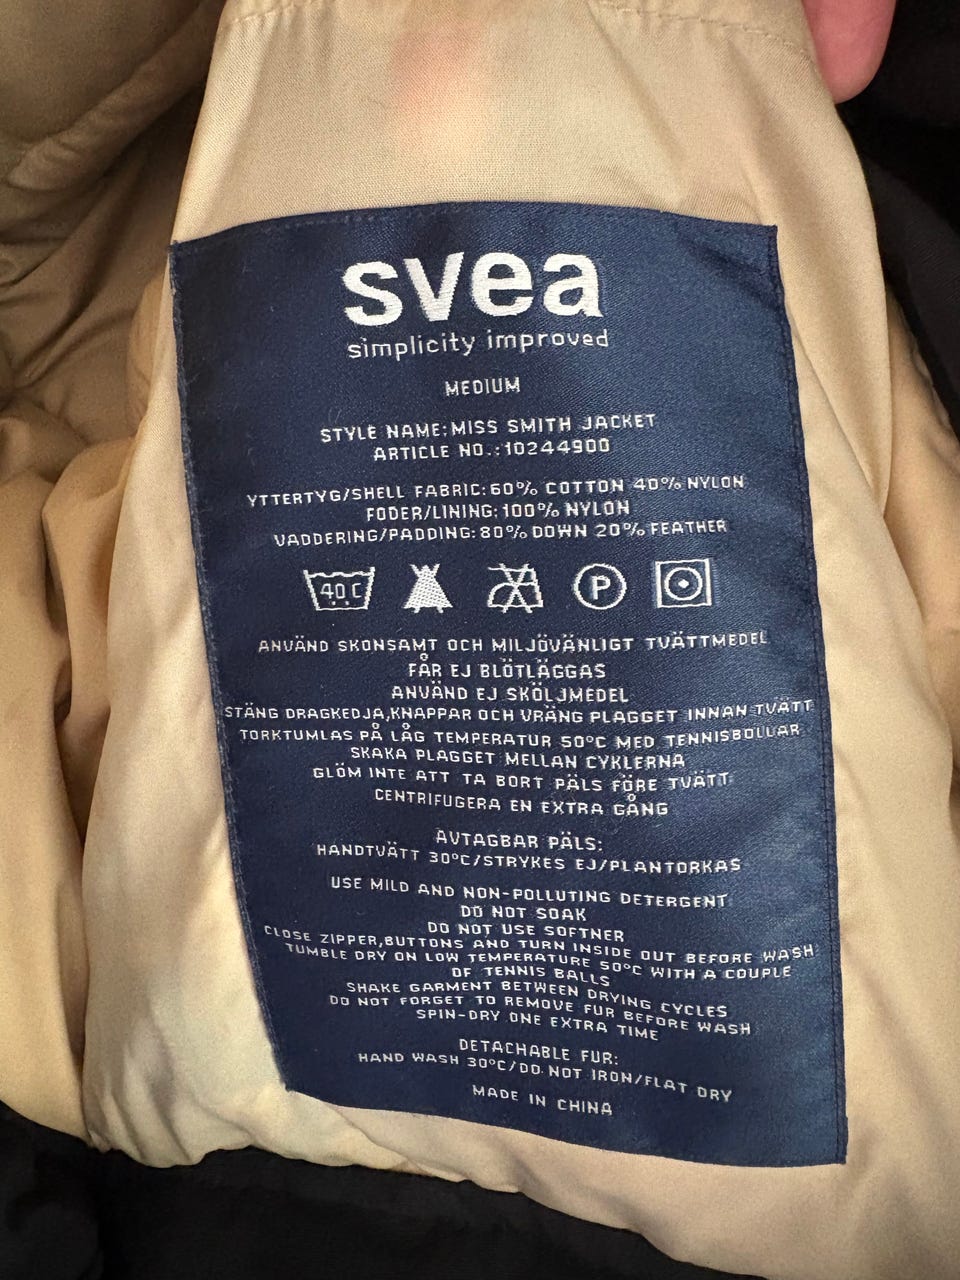 svea
simplicity improved
MEDIUM
STYLE NAME:MISS SMITH JACKET
ARTICLE NO.:10244900
YTTERTYG/SHELL FABRIC:60% COTTON 40% NYLON
FODER/LINING:100% NYLON
VADDERING/PADDING:80% DOWN 20% FEATHER
40C P
ANVÄND SKONSAMT OCH MILJÖVÄNLIGT TVÄTTMEDEL
FÅR EJ BLÖTLÄGGAS
ANVÄND EJ SKÖLJMEDEL
STÄNG DRAGKEDJA,KNAPPAR OCH VRÄNG PLAGGET INNAN TVÄTT
TORKTUMLAS PÅ LÅG TEMPERATUR 50°C MED TENNISBOLLAR
SKAKA PLAGGET MELLAN CYKLERNA
GLÖM INTE ATT TA BORT PÄLS FÖRE TVÄTT
CENTRIFUGERA EN EXTRA GÅNG
AVTAGBAR PÄLS:
HANDTVÄTT 30°C/STRYKES EJ/PLANTORKAS
USE MILD AND NON-POLLUTING DETERGENT
DO NOT SOAK
DO NOT USE SOFTNER
CLOSE ZIPPER,BUTTONS AND TURN INSIDE OUT BEFORE WASH
TUMBLE DRY ON LOW TEMPERATURE 50°C WITH A COUPLE
OF TENNIS BALLS
SHAKE GARMENT BETWEEN DRYING CYCLES
DO NOT FORGET TO REMOVE FUR BEFORE WASH
SPIN-DRY ONE EXTRA TIME
DETACHABLE FUR:
HAND WASH 30°C/DO NOT IRON/FLAT DRY
MADE IN CHINA